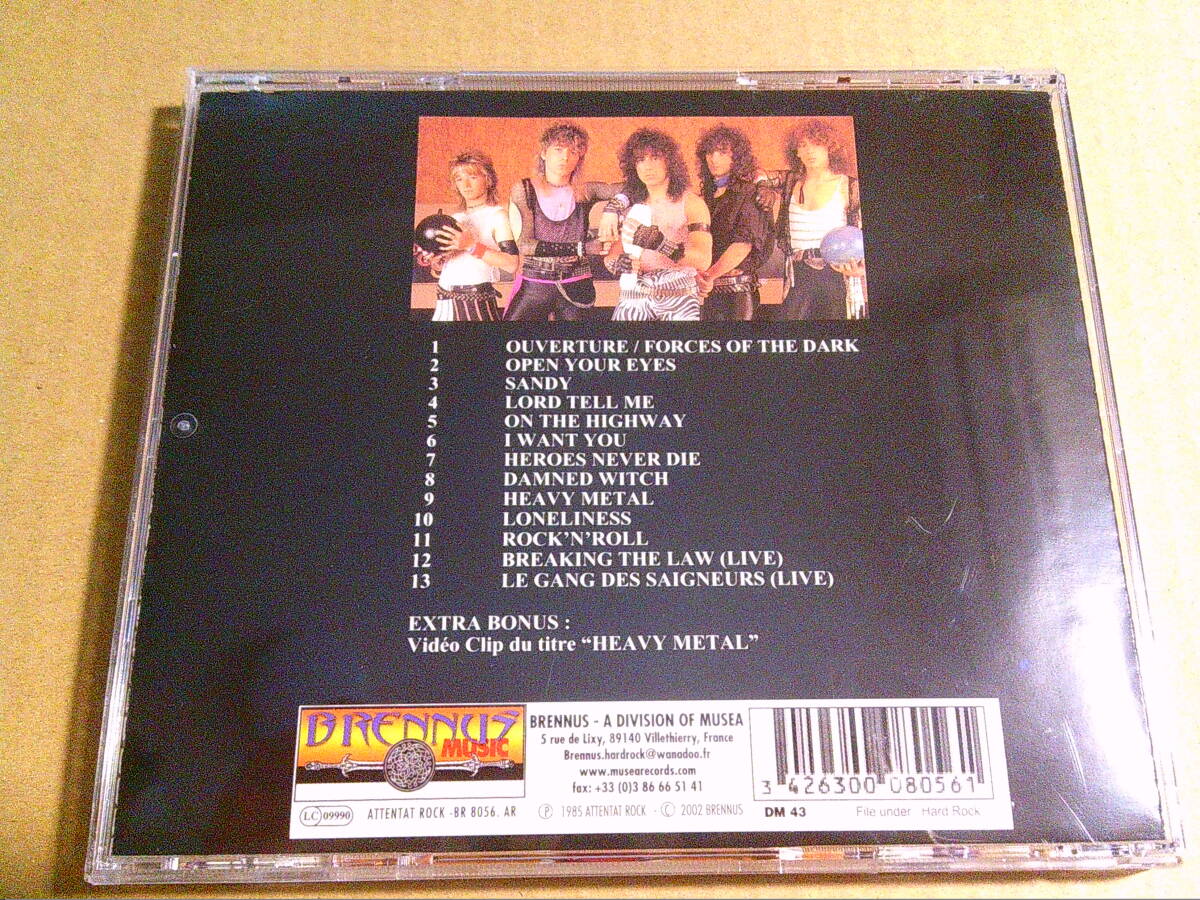 1 OUVERTURE / FORCES OF THE DARK
2 OPEN YOUR EYES
3 SANDY
4 LORD TELL ME
5 ON THE HIGHWAY
6 I WANT YOU
7 HEROES NEVER DIE
8 DAMNED WITCH
9 HEAVY METAL
10 LONELINESS
11 ROCK'N'ROLL
12 BREAKING THE LAW (LIVE)
13 LE GANG DES SAIGNEURS (LIVE)
EXTRA BONUS :
Vidéo Clip du titre “HEAVY METAL”
BRENNUS
MUSIC
BRENNUS - A DIVISION OF MUSEA
5 rue de Lixy, 89140 Villethierry, France
Brennus.hardrock@wanadoo.fr
www.musearecords.com
fax: +33 (0)3 86 66 51 41
3 426300 080561
LC 09990 ATTENTAT ROCK -BR 8056. AR Ⓟ 1985 ATTENTAT ROCK - © 2002 BRENNUS DM 43 File under Hard Rock